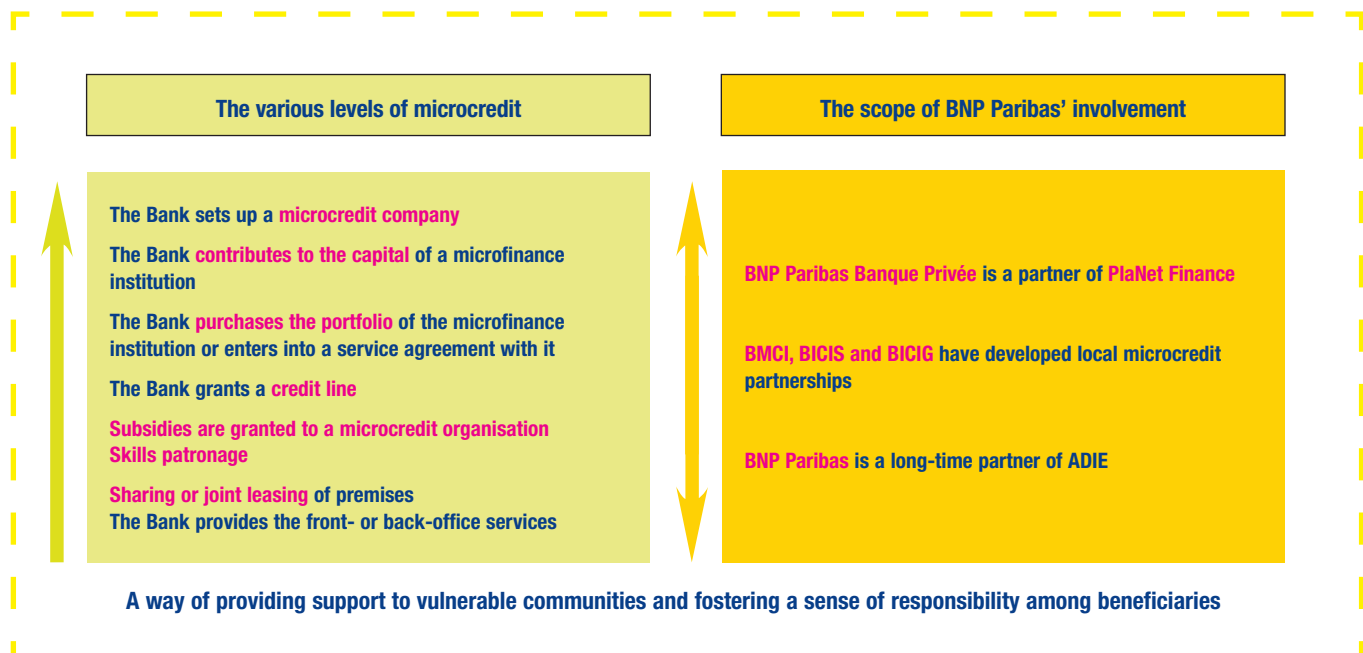 The various levels of microcredit
The Bank sets up a microcredit company
The Bank contributes to the capital of a microfinance
institution
The Bank purchases the portfolio of the microfinance
institution or enters into a service agreement with it
The Bank grants a credit line
Subsidies are granted to a microcredit organisation
Skills patronage
Sharing or joint leasing of premises
The Bank provides the front- or back-office services
The scope of BNP Paribas’ involvement
BNP Paribas Banque Privée is a partner of PlaNet Finance
BMCI, BICIS and BICIG have developed local microcredit
partnerships
BNP Paribas is a long-time partner of ADIE
A way of providing support to vulnerable communities and fostering a sense of responsibility among beneficiaries